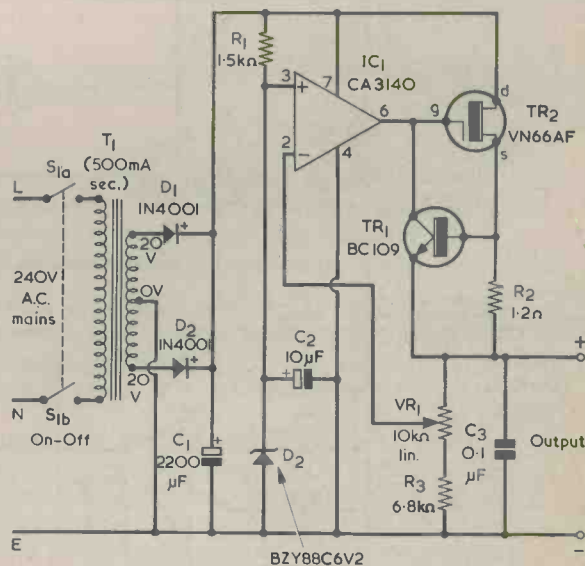 R1
1.5kΩ
IC1
CA3140
3
+
7
6
2
−
4
g
d
s
TR2
VN66AF
T1
(500mA
sec.)
S1a
L
D1
1N4001
20
V
0V
TR1
BC109
240V
A.C.
mains
D2
1N4001
20
V
R2
1.2Ω
+
C2
10µF
+
N
S1b
On-Off
C1
2200
µF
+
D2
VR1
10kΩ
lin.
C3
0.1
µF
Output
R3
6.8kΩ
E
−
BZY88C6V2